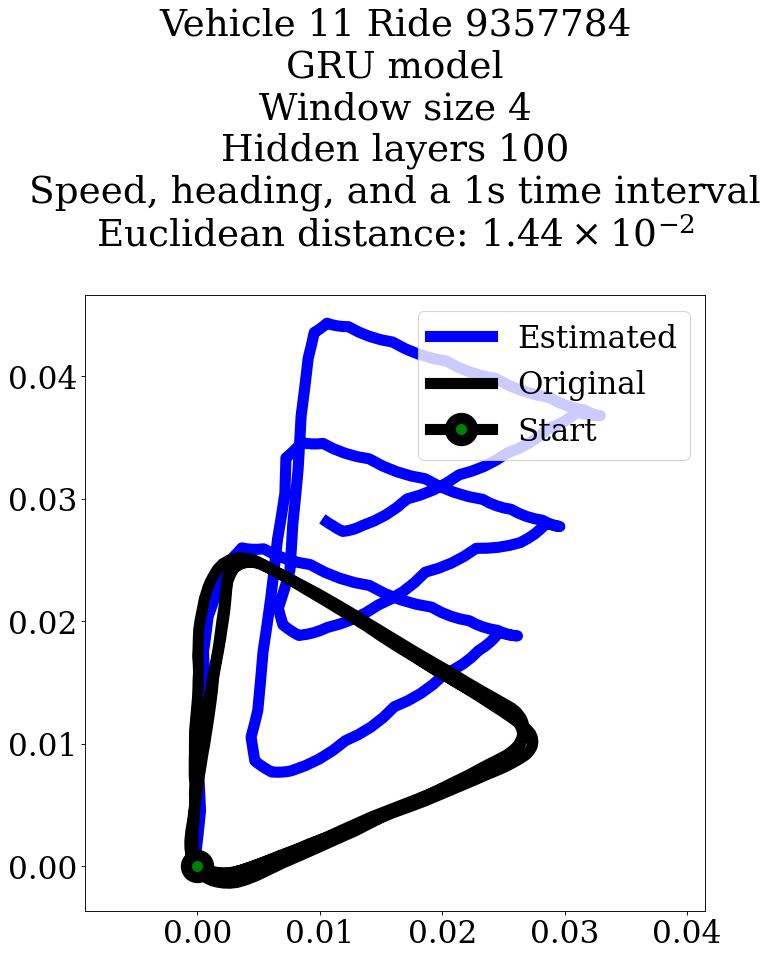 Vehicle 11 Ride 9357784
GRU model
Window size 4
Hidden layers 100
Speed, heading, and a 1s time interval
Euclidean distance: 1.44 × 10⁻²
Estimated
Original
Start
0.04
0.03
0.02
0.01
0.00
0.00 0.01 0.02 0.03 0.04